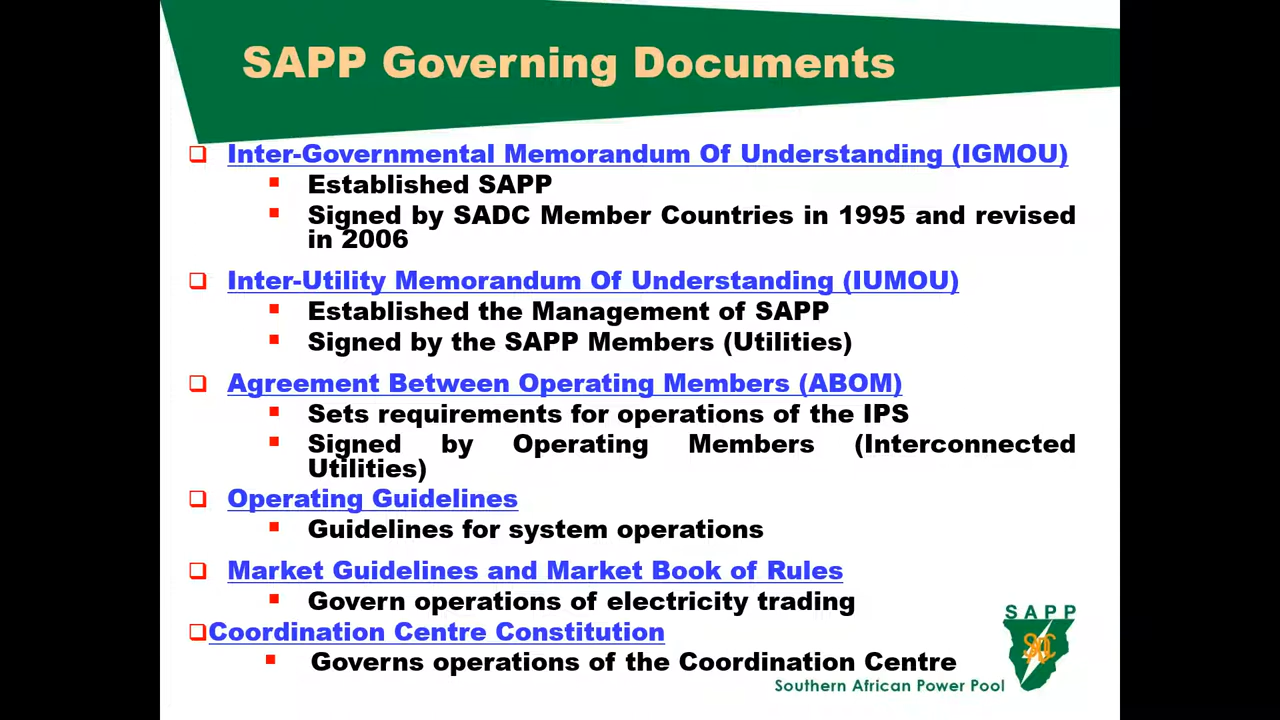 SAPP Governing Documents
Inter-Governmental Memorandum Of Understanding (IGMOU)
Established SAPP
Signed by SADC Member Countries in 1995 and revised
in 2006
Inter-Utility Memorandum Of Understanding (IUMOU)
Established the Management of SAPP
Signed by the SAPP Members (Utilities)
Agreement Between Operating Members (ABOM)
Sets requirements for operations of the IPS
Signed by Operating Members (Interconnected
Utilities)
Operating Guidelines
Guidelines for system operations
Market Guidelines and Market Book of Rules
Govern operations of electricity trading
Coordination Centre Constitution
Governs operations of the Coordination Centre
SAPP
Southern African Power Pool